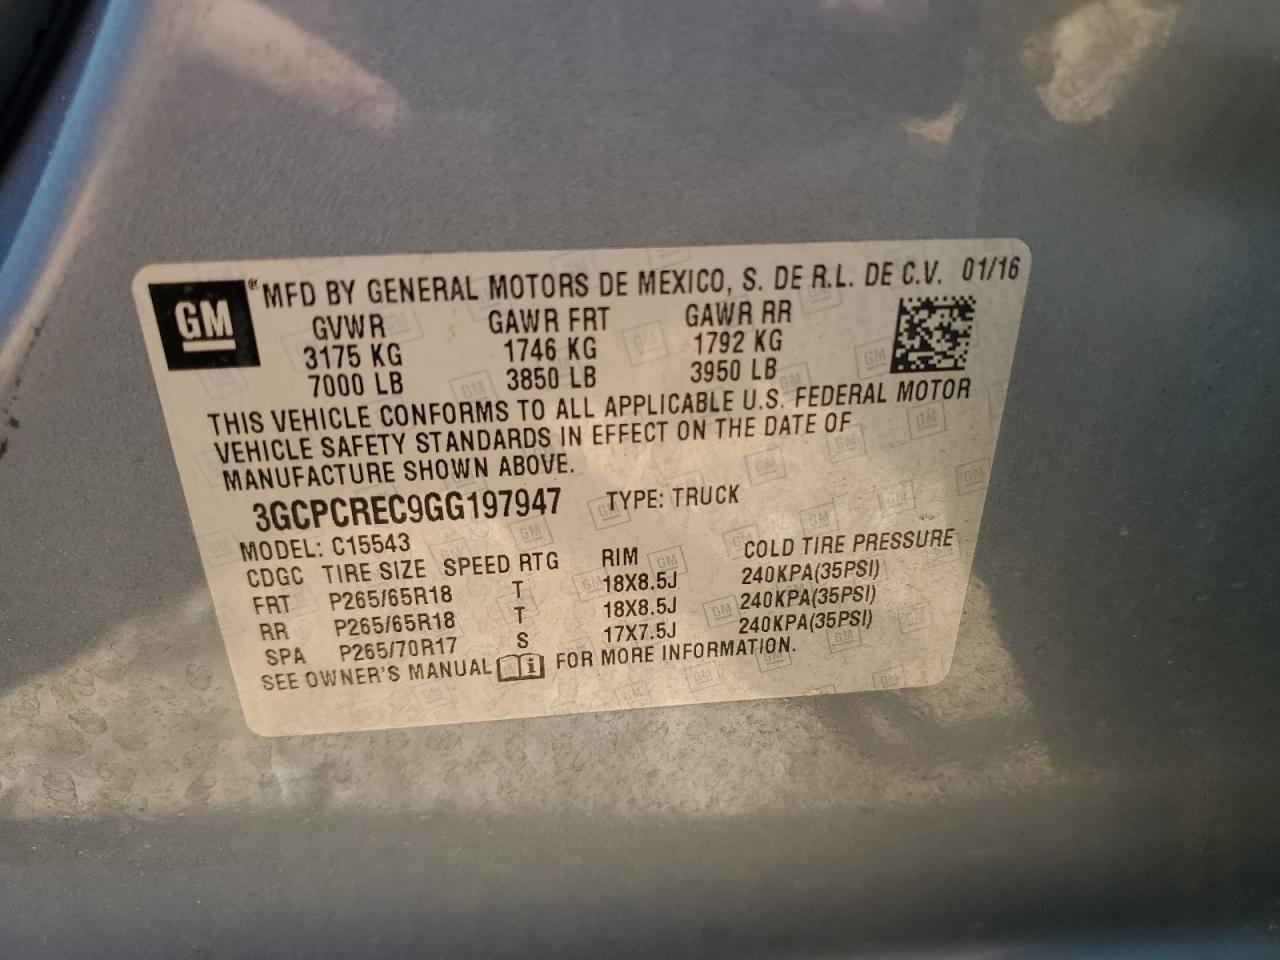 GM ® MFD BY GENERAL MOTORS DE MEXICO, S. DE R.L. DE C.V. 01/16
GVWR GAWR FRT GAWR RR
3175 KG 1746 KG 1792 KG
7000 LB 3850 LB 3950 LB
THIS VEHICLE CONFORMS TO ALL APPLICABLE U.S. FEDERAL MOTOR
VEHICLE SAFETY STANDARDS IN EFFECT ON THE DATE OF
MANUFACTURE SHOWN ABOVE.
3GCPCREC9GG197947 TYPE: TRUCK
MODEL: C15543
CDGC TIRE SIZE SPEED RTG RIM COLD TIRE PRESSURE
FRT P265/65R18 T 18X8.5J 240KPA(35PSI)
RR P265/65R18 T 18X8.5J 240KPA(35PSI)
SPA P265/70R17 S 17X7.5J 240KPA(35PSI)
SEE OWNER'S MANUAL i FOR MORE INFORMATION.